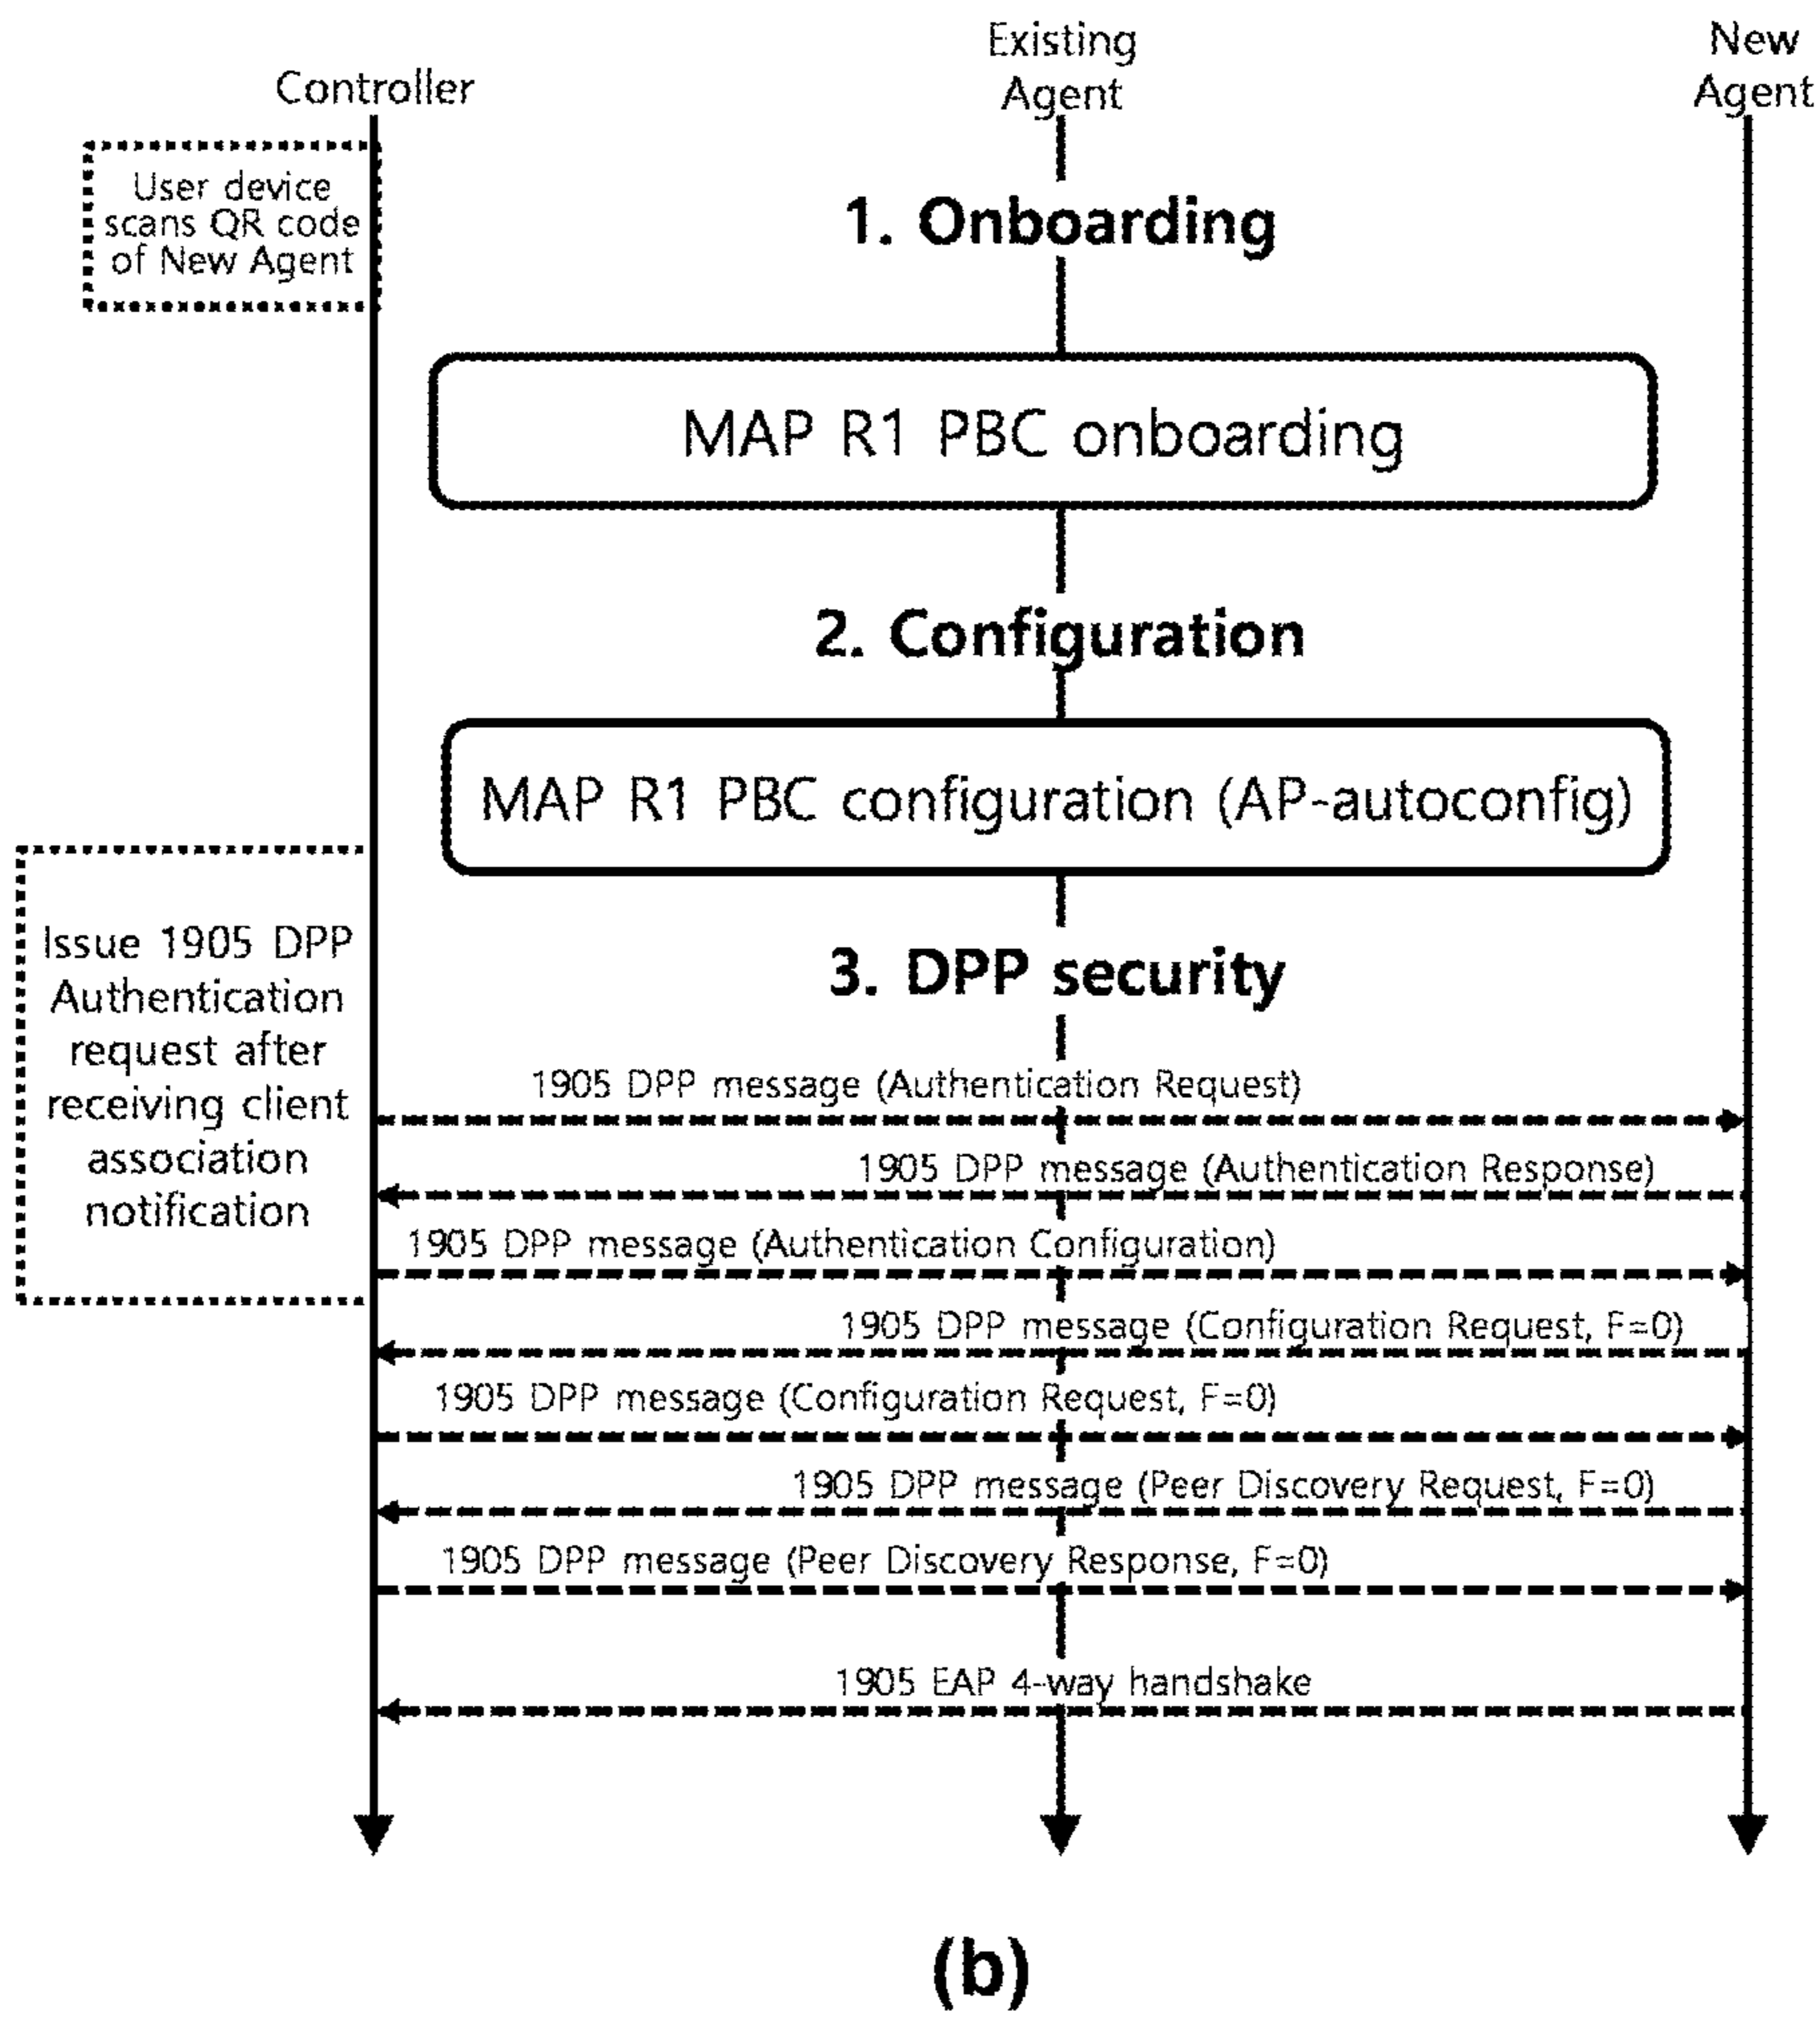 Controller
Existing
Agent
New
Agent
User device
scans QR code
of New Agent
1. Onboarding
MAP R1 PBC onboarding
2. Configuration
MAP R1 PBC configuration (AP-autoconfig)
Issue 1905 DPP
Authentication
request after
receiving client
association
notification
3. DPP security
1905 DPP message (Authentication Request)
1905 DPP message (Authentication Response)
1905 DPP message (Authentication Configuration)
1905 DPP message (Configuration Request, F=0)
1905 DPP message (Configuration Request, F=0)
1905 DPP message (Peer Discovery Request, F=0)
1905 DPP message (Peer Discovery Response, F=0)
1905 EAP 4-way handshake
(b)